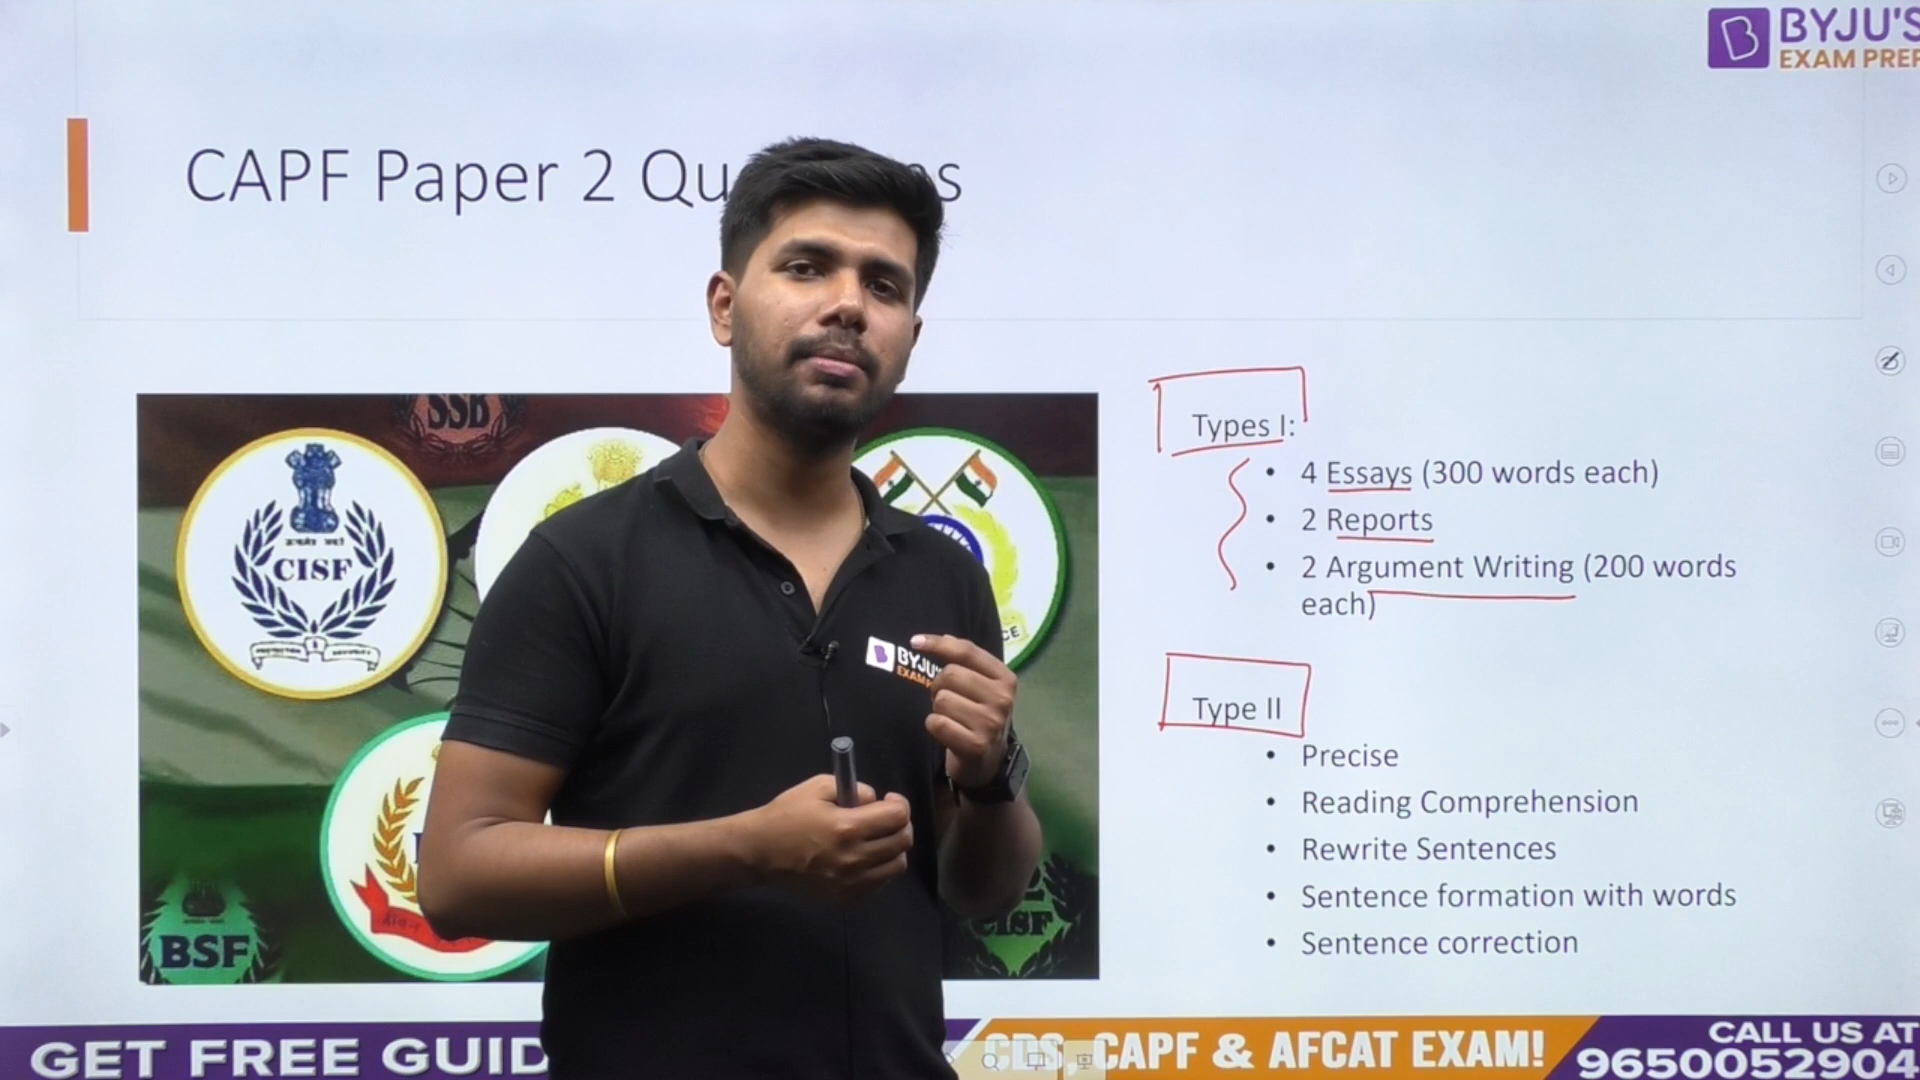 BYJU'S
EXAM PREP
CAPF Paper 2
SSB
CISF
Types I:
• 4 Essays (300 words each)
• 2 Reports
• 2 Argument Writing (200 words
each)
BYJU'S
Type II
• Precise
• Reading Comprehension
• Rewrite Sentences
• Sentence formation with words
• Sentence correction
BSF
CISF
GET FREE
CDS, CAPF & AFCAT EXAM!
CALL US AT
9650052904